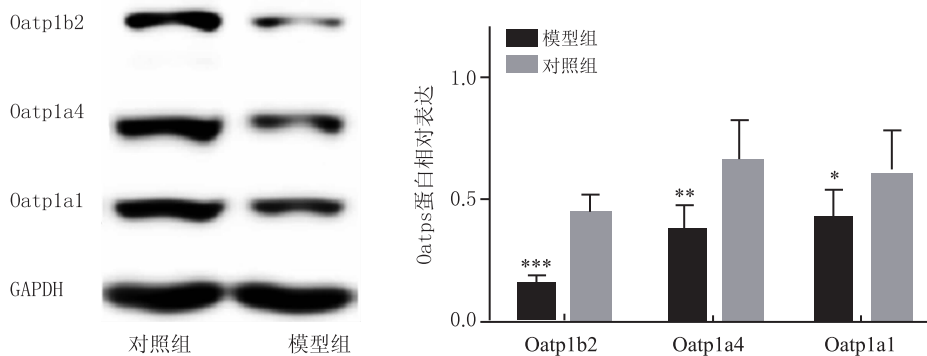 Oatp1b2
Oatp1a4
Oatp1a1
GAPDH
对照组 模型组
Oatps蛋白相对表达
1.0
0.5
0.0
模型组
对照组
***
**
*
Oatp1b2 Oatp1a4 Oatp1a1